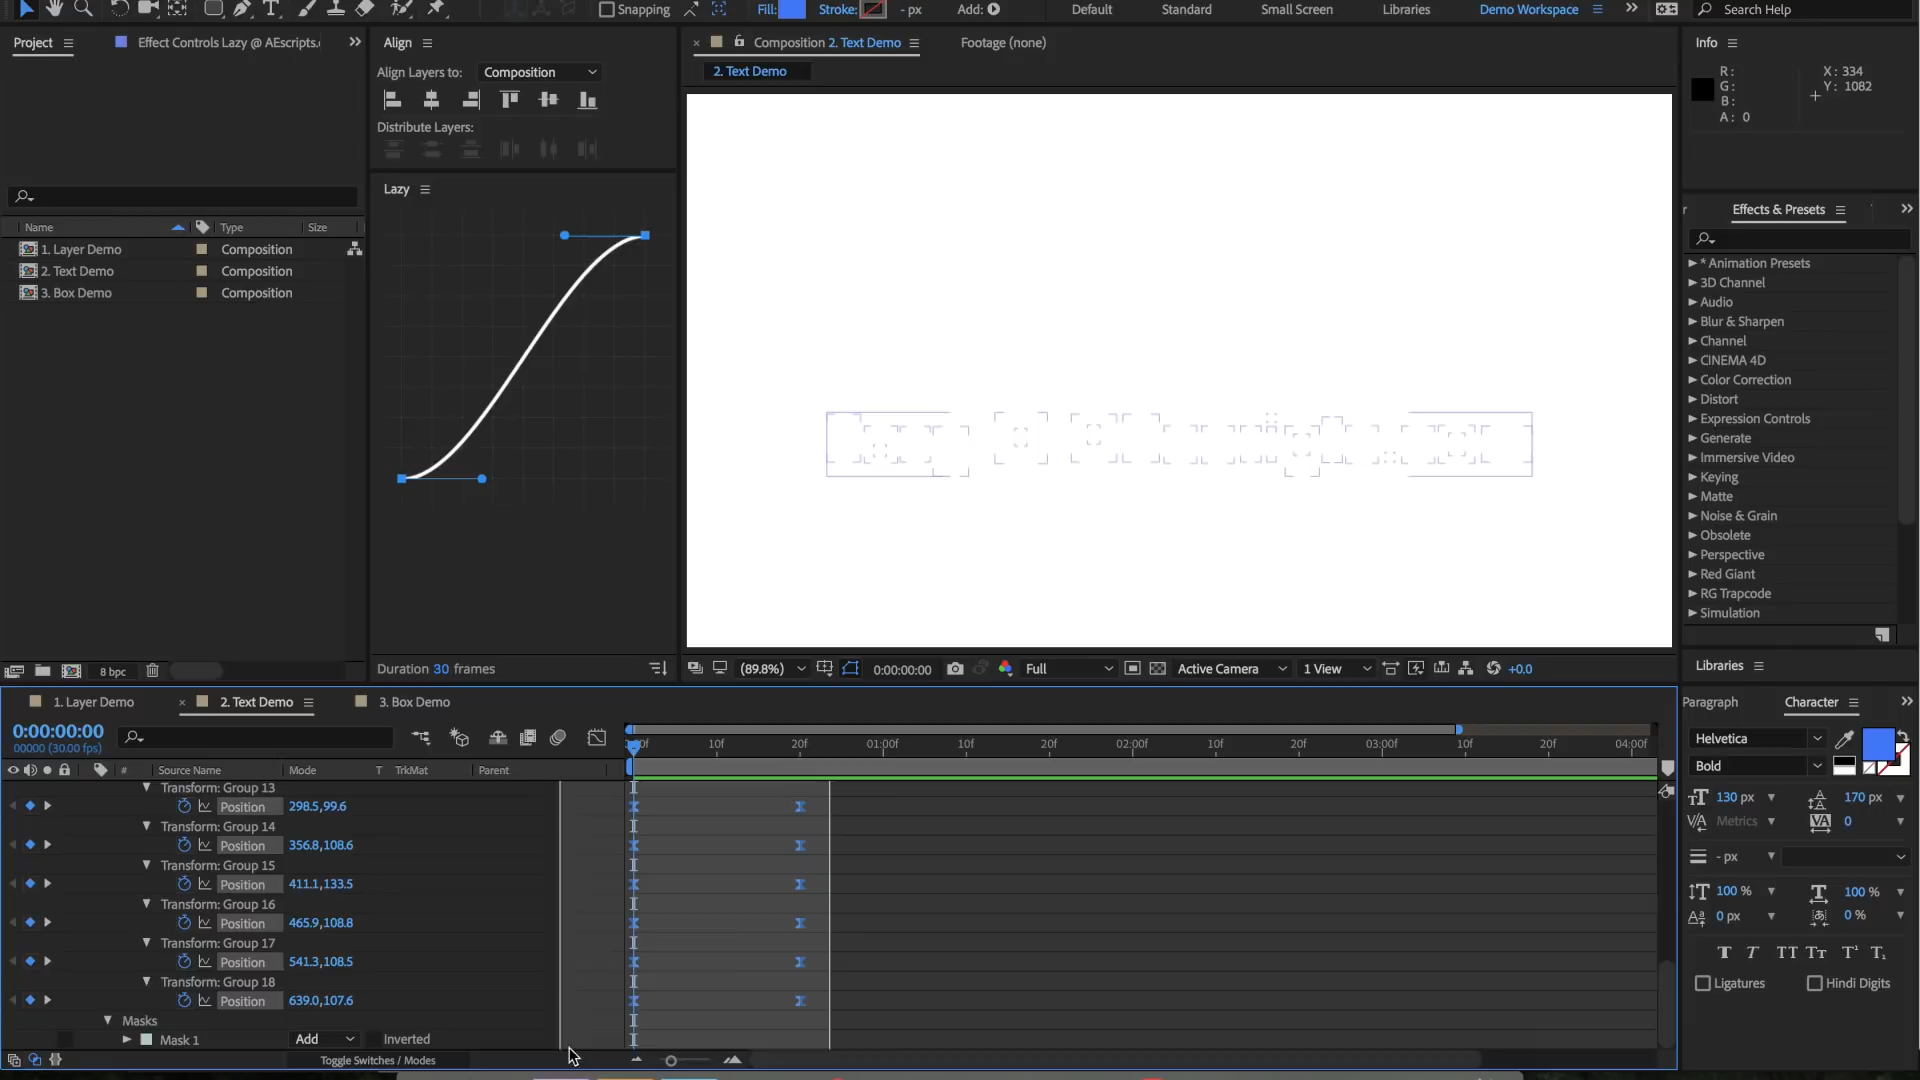 Snapping
Fill:
Stroke:
- px
Add:
Default
Standard
Small Screen
Libraries
Demo Workspace
Search Help
Project
Effect Controls Lazy @ AEscripts.
Align
Composition 2. Text Demo
Footage (none)
Info
Align Layers to:
Composition
2. Text Demo
R:
G:
B:
A: 0
X: 334
Y: 1082
Distribute Layers:
Lazy
Name
Type
Size
1. Layer Demo
Composition
2. Text Demo
Composition
3. Box Demo
Composition
Effects & Presets
* Animation Presets
3D Channel
Audio
Blur & Sharpen
Channel
CINEMA 4D
Color Correction
Distort
Expression Controls
Generate
Immersive Video
Keying
Matte
Noise & Grain
Obsolete
Perspective
Red Giant
RG Trapcode
Simulation
8 bpc
Duration 30 frames
(89.8%)
0:00:00:00
Full
Active Camera
1 View
+0.0
Libraries
1. Layer Demo
2. Text Demo
3. Box Demo
Paragraph
Character
0:00:00:00
00000 (30.00 fps)
10f
20f
01:00f
10f
20f
02:00f
10f
20f
03:00f
10f
20f
04:00f
#
Source Name
Mode
T
TrkMat
Parent
Transform: Group 13
Position
298.5,99.6
Transform: Group 14
Position
356.8,108.6
Transform: Group 15
Position
411.1,133.5
Transform: Group 16
Position
465.9,108.8
Transform: Group 17
Position
541.3,108.5
Transform: Group 18
Position
639.0,107.6
Masks
Mask 1
Add
Inverted
Toggle Switches / Modes
Helvetica
Bold
130 px
170 px
Metrics
0
- px
100 %
100 %
0 px
0 %
Ligatures
Hindi Digits